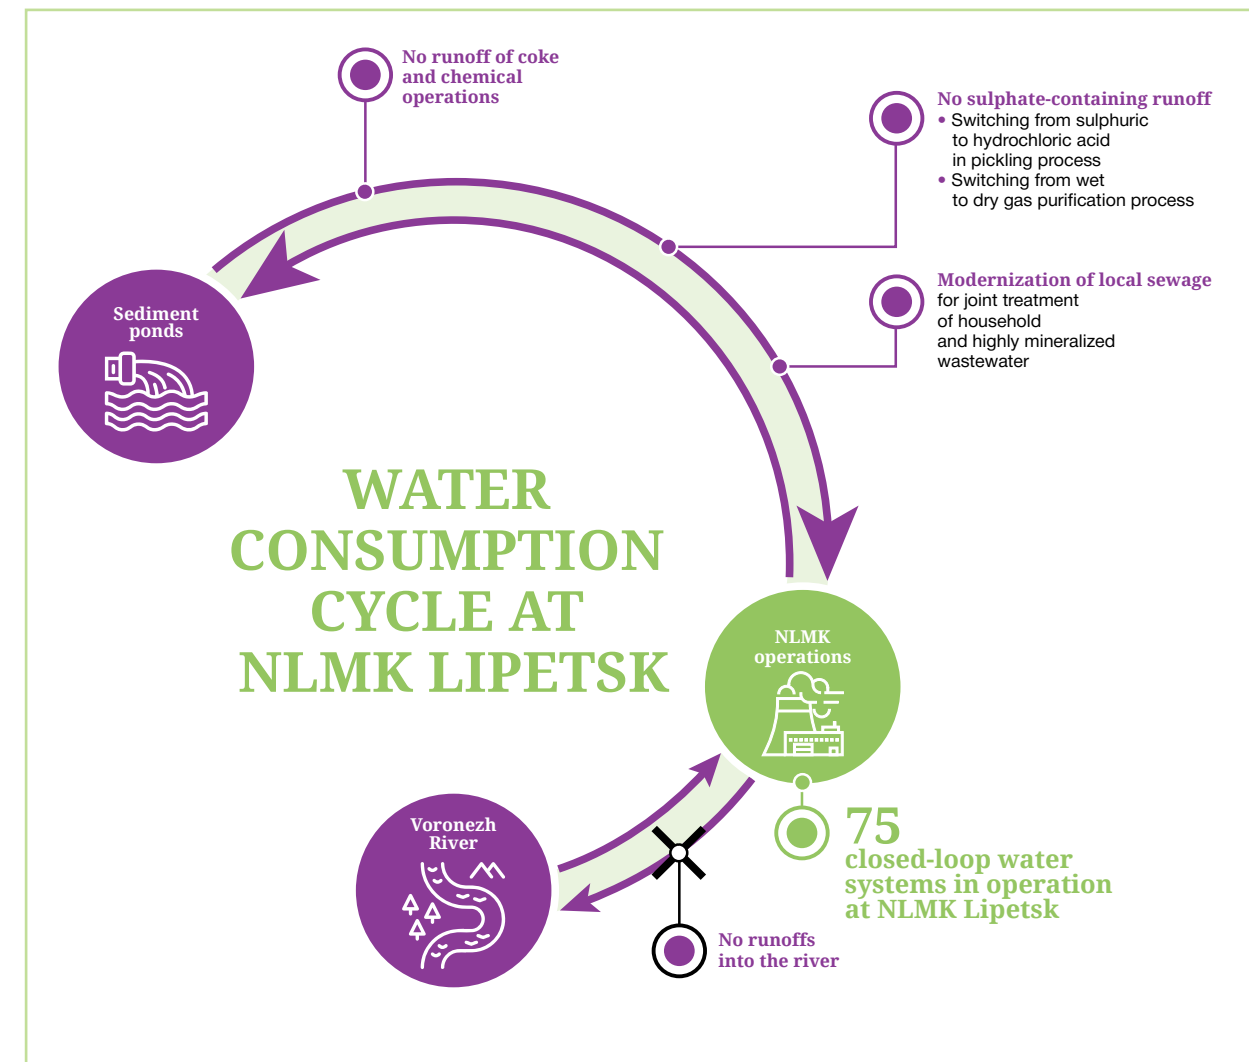 No runoff of coke
and chemical
operations
No sulphate-containing runoff
• Switching from sulphuric
to hydrochloric acid
in pickling process
• Switching from wet
to dry gas purification process
Modernization of local sewage
for joint treatment
of household
and highly mineralized
wastewater
Sediment
ponds
WATER
CONSUMPTION
CYCLE AT
NLMK LIPETSK
NLMK
operations
75
closed-loop water
systems in operation
at NLMK Lipetsk
Voronezh
River
No runoffs
into the river